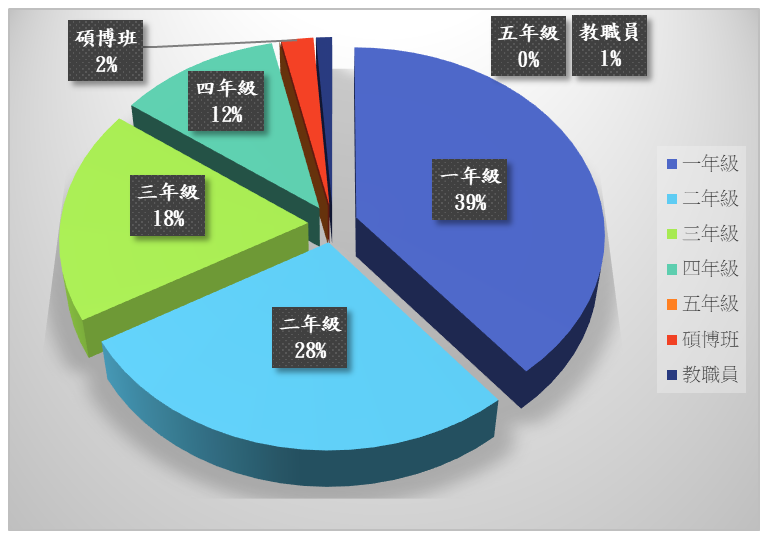 碩博班
2%
五年級
0%
教職員
1%
四年級
12%
一年級
39%
三年級
18%
二年級
28%
一年級
二年級
三年級
四年級
五年級
碩博班
教職員